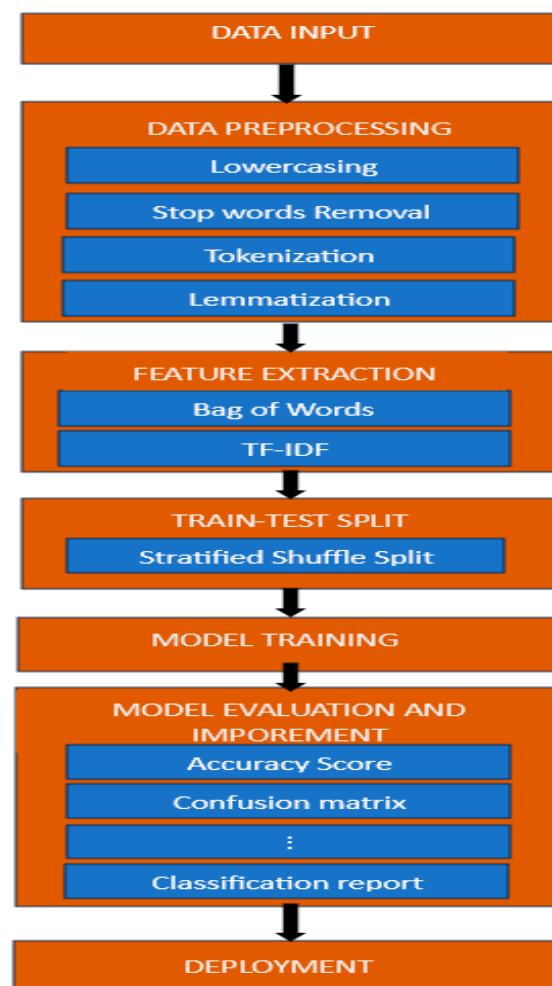 DATA INPUT
DATA PREPROCESSING
Lowercasing
Stop words Removal
Tokenization
Lemmatization
FEATURE EXTRACTION
Bag of Words
TF-IDF
TRAIN-TEST SPLIT
Stratified Shuffle Split
MODEL TRAINING
MODEL EVALUATION AND
IMPOREMENT
Accuracy Score
Confusion matrix
⋮
Classification report
DEPLOYMENT